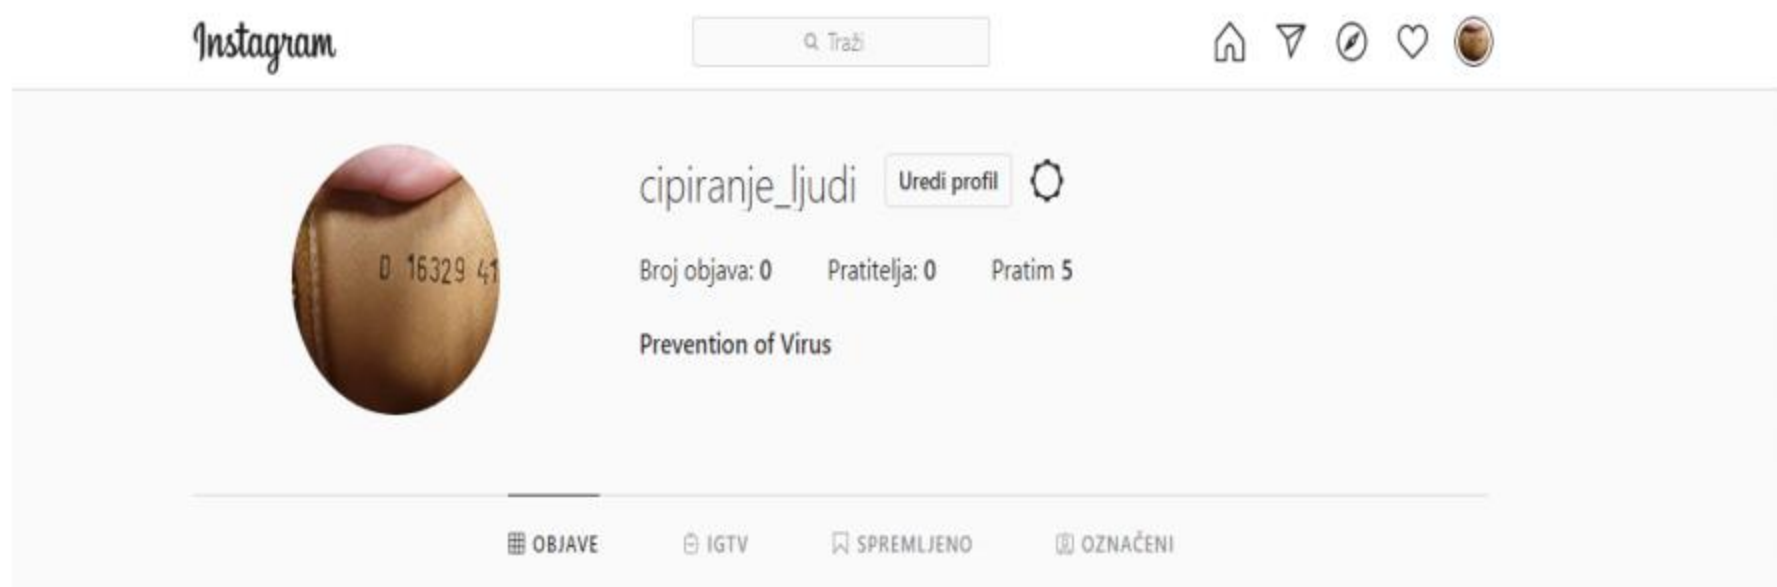 Instagram Traži
cipiranje_ljudi Uredi profil
0 16329 41
Broj objava: 0 Pratitelja: 0 Pratim 5
Prevention of Virus
OBJAVE IGTV SPREMLJENO OZNAČENI